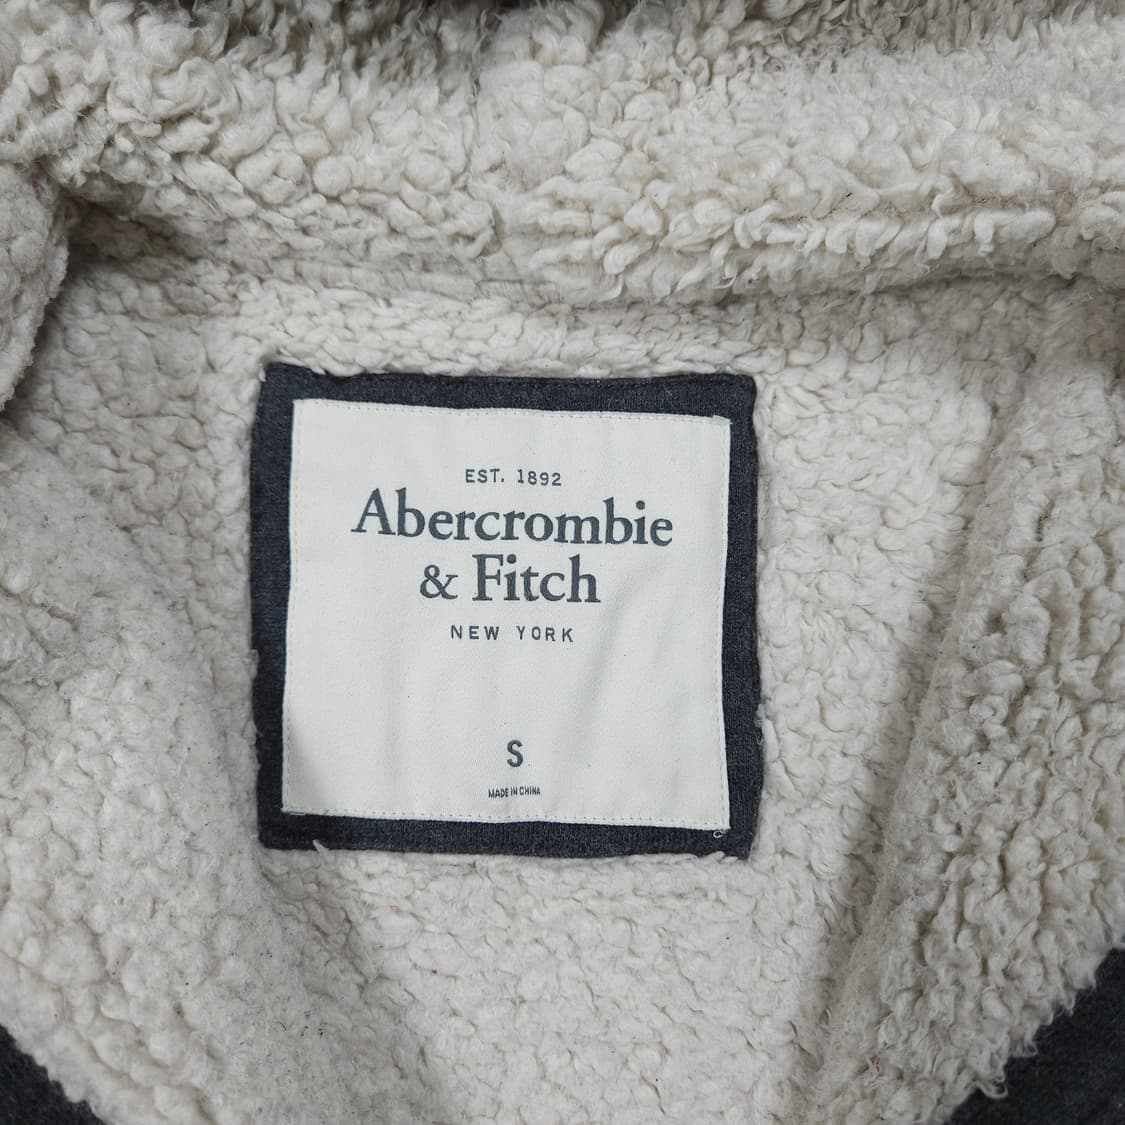 EST. 1892
Abercrombie
& Fitch
NEW YORK
S
MADE IN CHINA